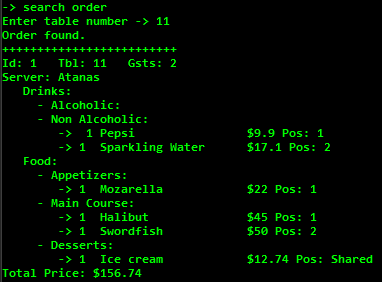 -> search order
Enter table number -> 11
Order found.
++++++++++++++++++++++++++
Id: 1   Tbl: 11   Gsts: 2
Server: Atanas
   Drinks:
     - Alcoholic:
     - Non Alcoholic:
        ->  1 Pepsi                $9.9 Pos: 1
        -> 1  Sparkling Water      $17.1 Pos: 2
   Food:
     - Appetizers:
        -> 1  Mozarella            $22 Pos: 1
     - Main Course:
        -> 1  Halibut              $45 Pos: 1
        -> 1  Swordfish            $50 Pos: 2
     - Desserts:
        -> 1  Ice cream            $12.74 Pos: Shared
Total Price: $156.74